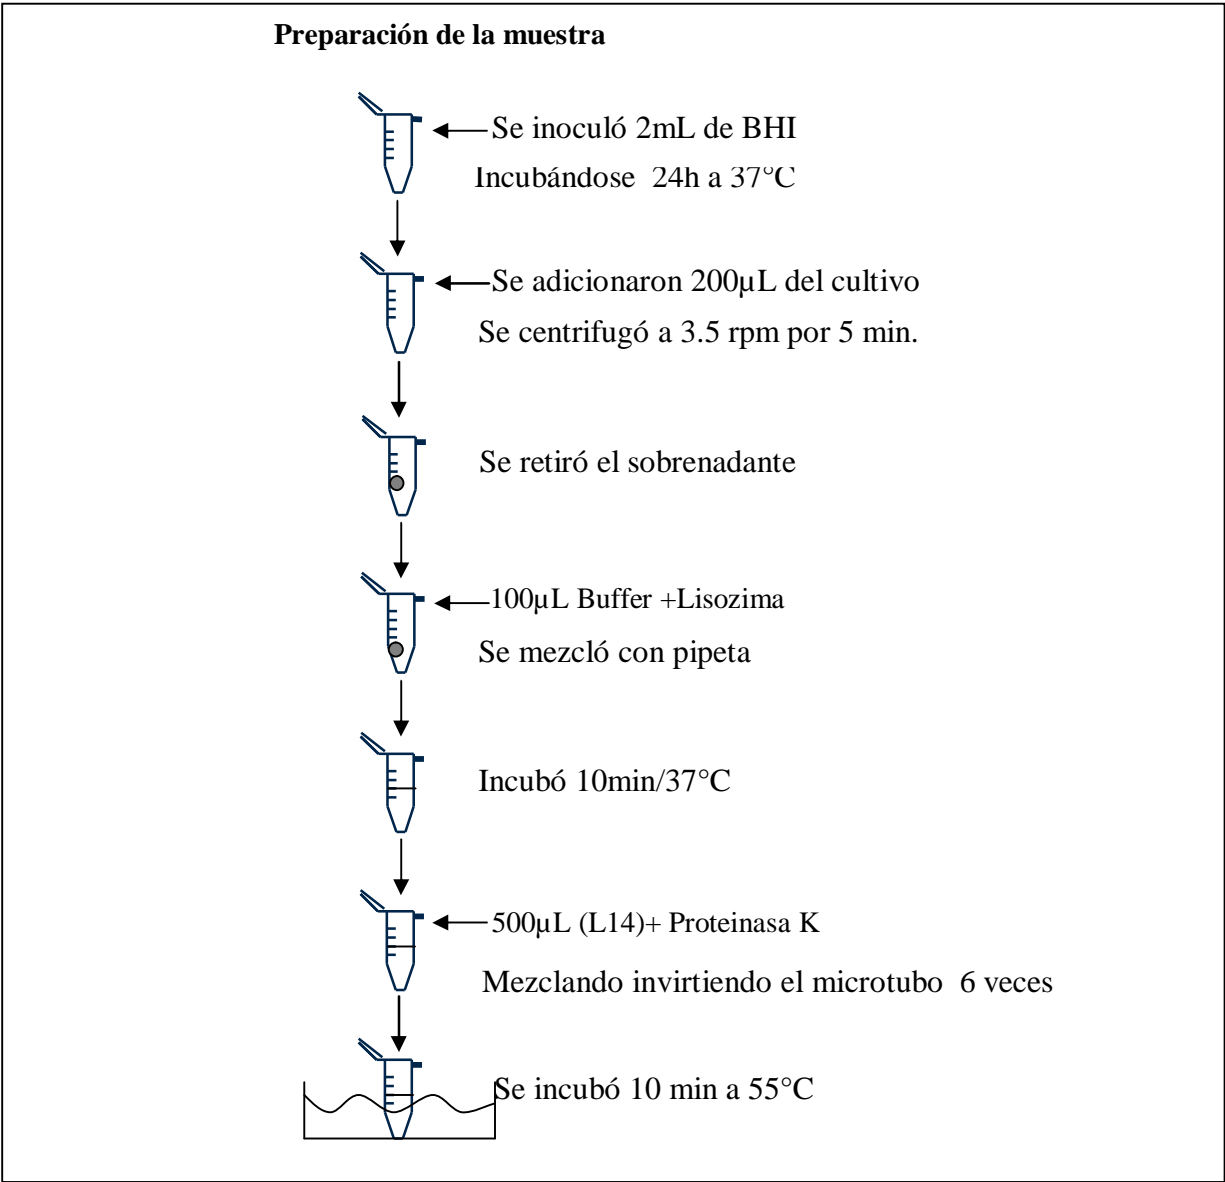 Preparación de la muestra
Se inoculó 2mL de BHI
Incubándose 24h a 37°C
Se adicionaron 200µL del cultivo
Se centrifugó a 3.5 rpm por 5 min.
Se retiró el sobrenadante
100µL Buffer +Lisozima
Se mezcló con pipeta
Incubó 10min/37°C
500µL (L14)+ Proteinasa K
Mezclando invirtiendo el microtubo 6 veces
Se incubó 10 min a 55°C